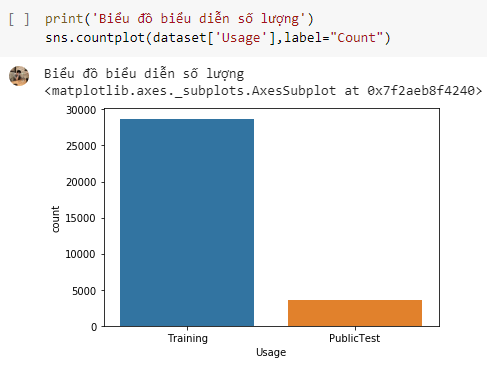 [ ] print('Biểu đồ biểu diễn số lượng')
sns.countplot(dataset['Usage'],label="Count")
Biểu đồ biểu diễn số lượng
<matplotlib.axes._subplots.AxesSubplot at 0x7f2aeb8f4240>
30000
25000
20000
15000
10000
5000
0
count
Training PublicTest
Usage